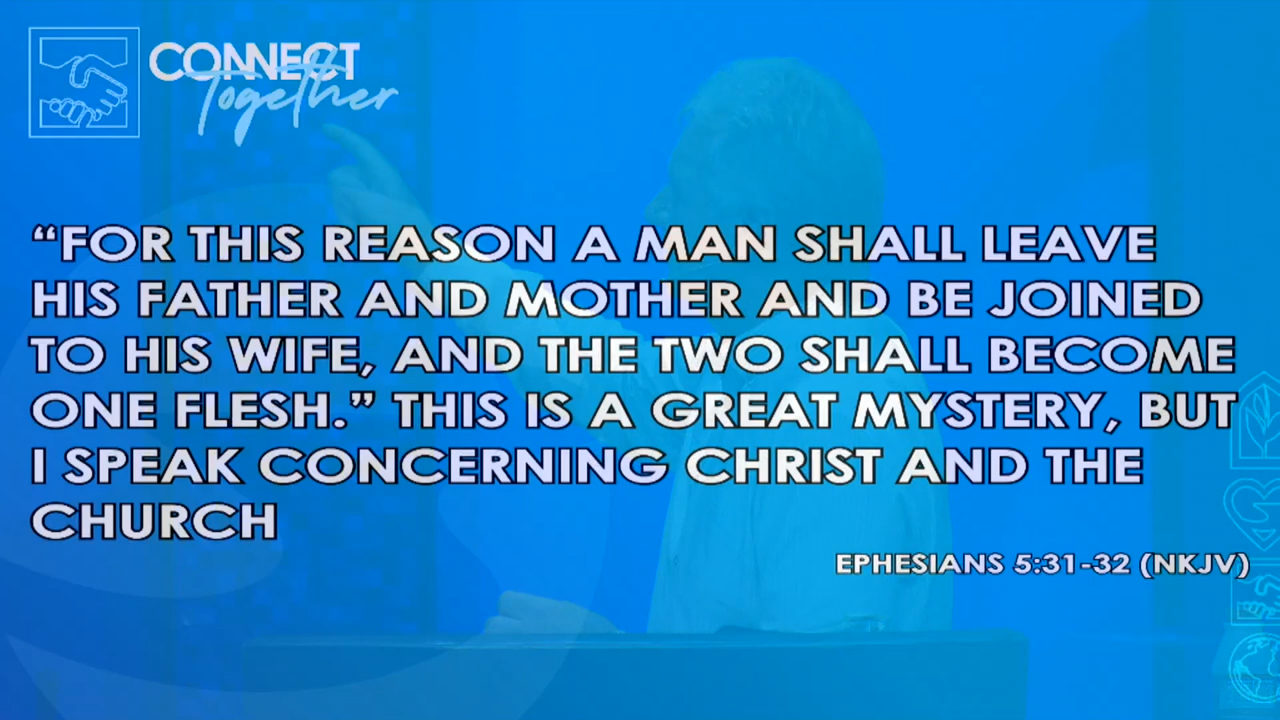 CONNECT
Together
“FOR THIS REASON A MAN SHALL LEAVE
HIS FATHER AND MOTHER AND BE JOINED
TO HIS WIFE, AND THE TWO SHALL BECOME
ONE FLESH.” THIS IS A GREAT MYSTERY, BUT
I SPEAK CONCERNING CHRIST AND THE
CHURCH
EPHESIANS 5:31-32 (NKJV)